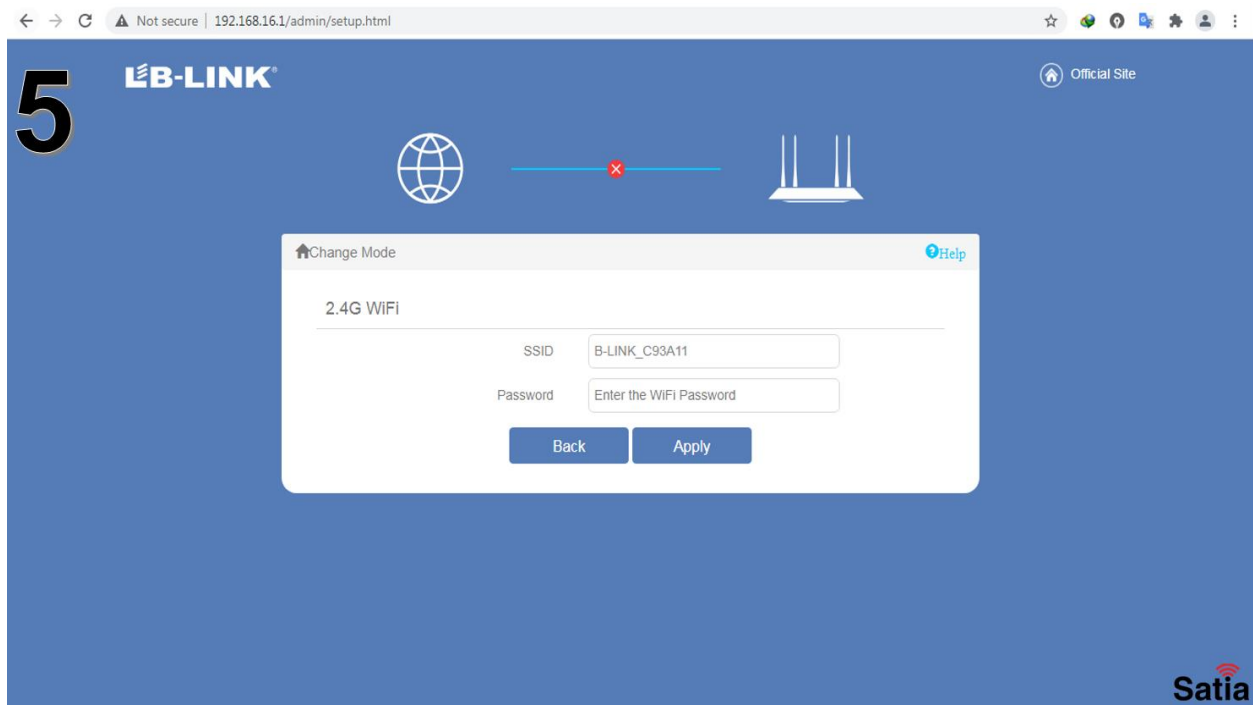 Not secure | 192.168.16.1/admin/setup.html
5
LB-LINK®
Official Site
Change Mode
Help
2.4G WiFi
SSID
B-LINK_C93A11
Password
Enter the WiFi Password
Back
Apply
Satia